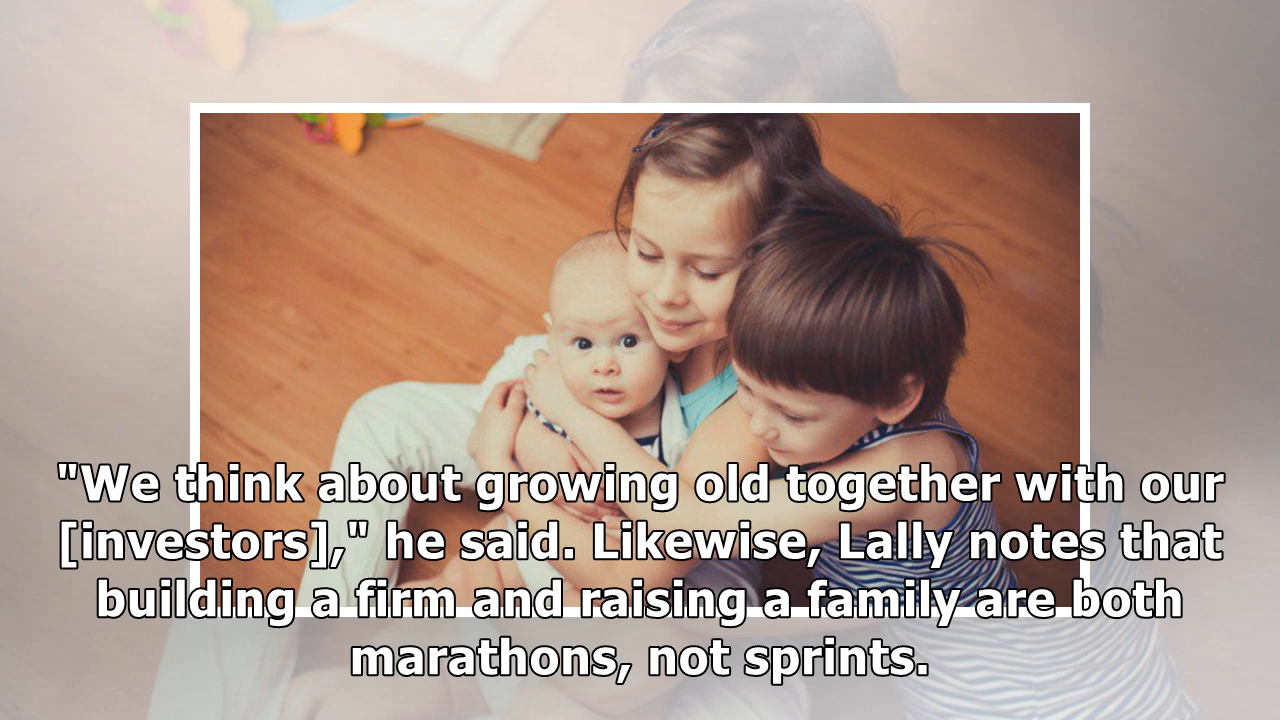 "We think about growing old together with our
[investors]," he said. Likewise, Lally notes that
building a firm and raising a family are both
marathons, not sprints.